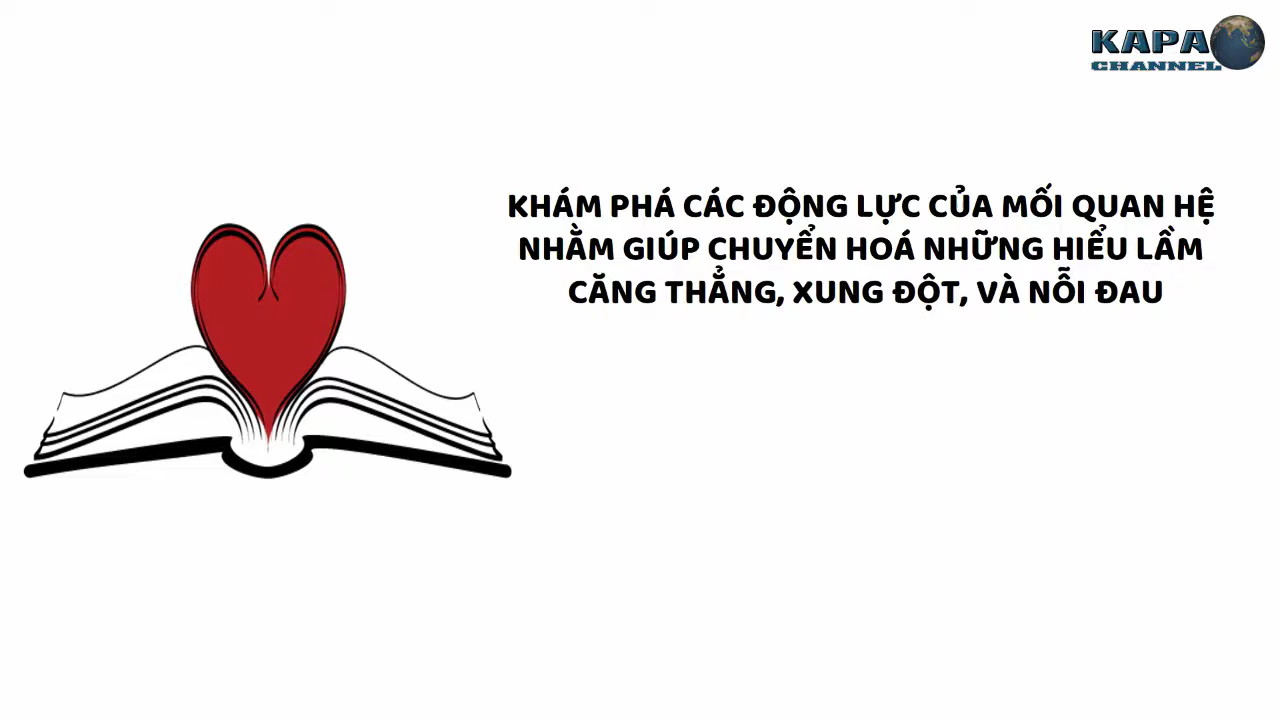 KAPA
CHANNEL
KHÁM PHÁ CÁC ĐỘNG LỰC CỦA MỐI QUAN HỆ
NHẰM GIÚP CHUYỂN HOÁ NHỮNG HIỂU LẦM
CĂNG THẲNG, XUNG ĐỘT, VÀ NỖI ĐAU